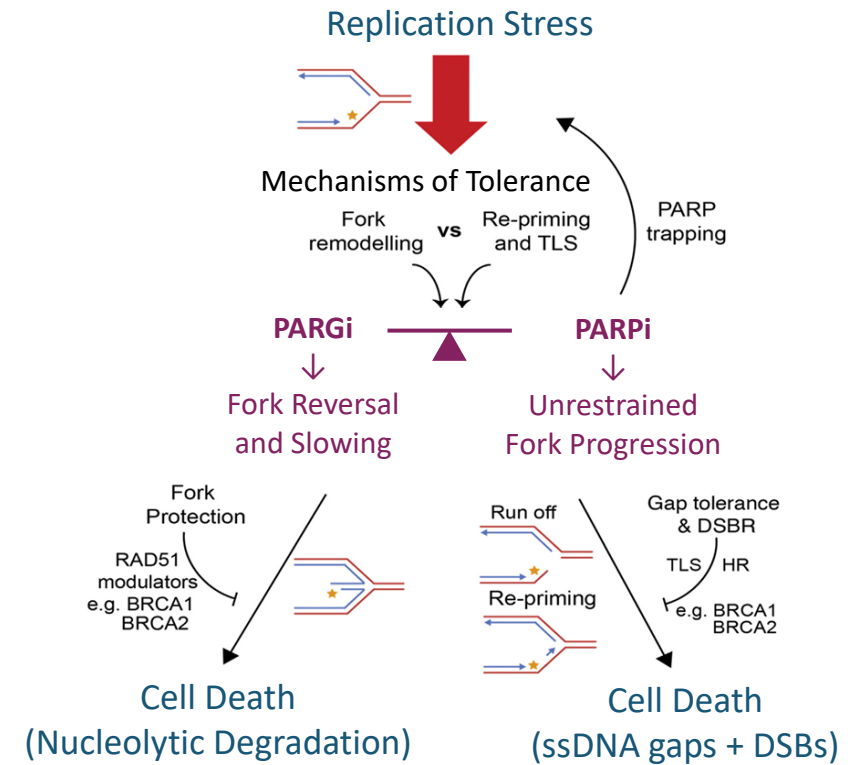 Replication Stress
Mechanisms of Tolerance
Fork
remodelling
vs
Re-priming
and TLS
PARP
trapping
PARGi
PARPi
Fork Reversal
and Slowing
Unrestrained
Fork Progression
Fork
Protection
RAD51
modulators
e.g. BRCA1
BRCA2
Run off
Re-priming
Gap tolerance
& DSBR
TLS
HR
e.g. BRCA1
BRCA2
Cell Death
(Nucleolytic Degradation)
Cell Death
(ssDNA gaps + DSBs)